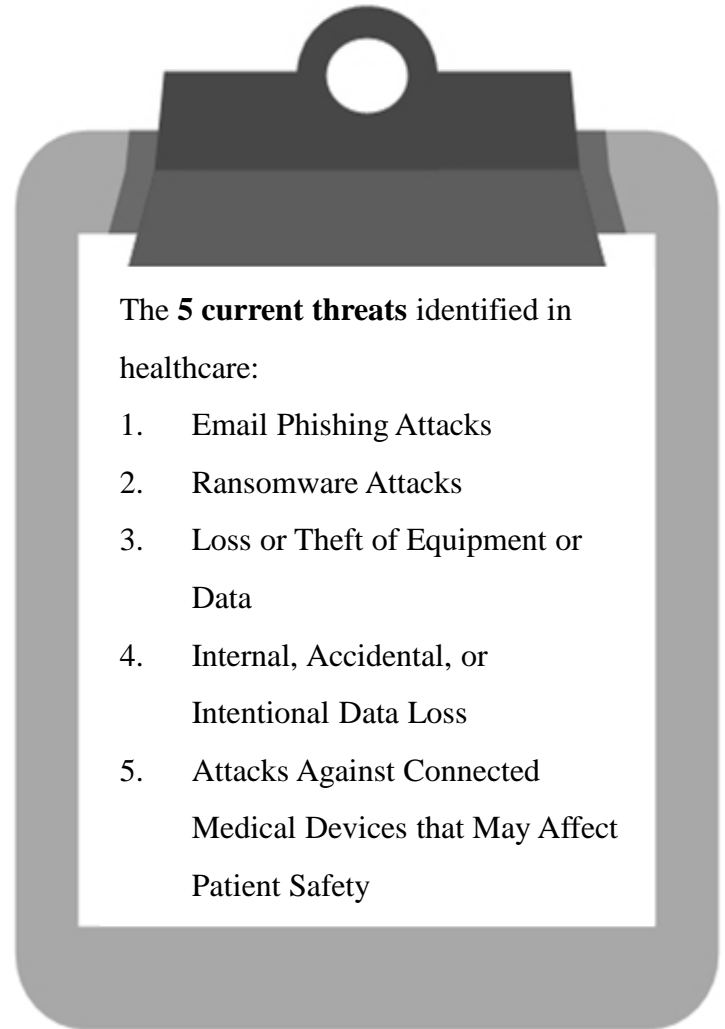 The 5 current threats identified in
healthcare:
1. Email Phishing Attacks
2. Ransomware Attacks
3. Loss or Theft of Equipment or
Data
4. Internal, Accidental, or
Intentional Data Loss
5. Attacks Against Connected
Medical Devices that May Affect
Patient Safety